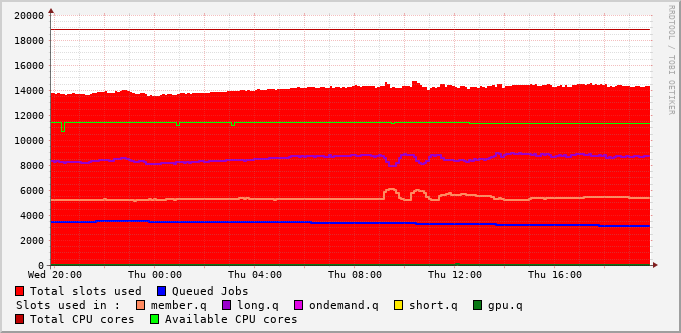 RRDTOOL / TOBI OETIKER
20000
18000
16000
14000
12000
10000
8000
6000
4000
2000
0
Wed 20:00 Thu 00:00 Thu 04:00 Thu 08:00 Thu 12:00 Thu 16:00
Total slots used Queued Jobs
Slots used in : member.q long.q ondemand.q short.q gpu.q
Total CPU cores Available CPU cores